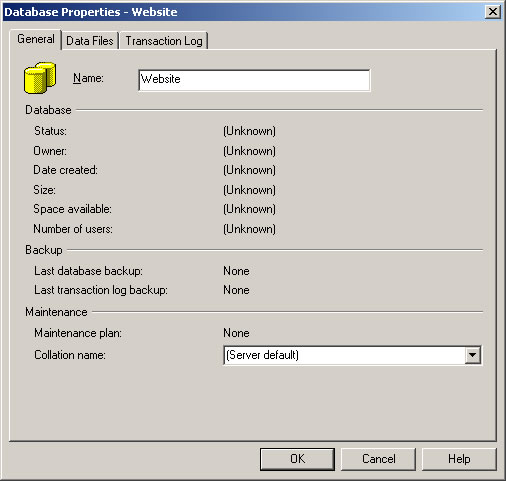 Database Properties - Website
General Data Files Transaction Log
Name: Website
Database
Status: (Unknown)
Owner: (Unknown)
Date created: (Unknown)
Size: (Unknown)
Space available: (Unknown)
Number of users: (Unknown)
Backup
Last database backup: None
Last transaction log backup: None
Maintenance
Maintenance plan: None
Collation name: (Server default)
OK Cancel Help